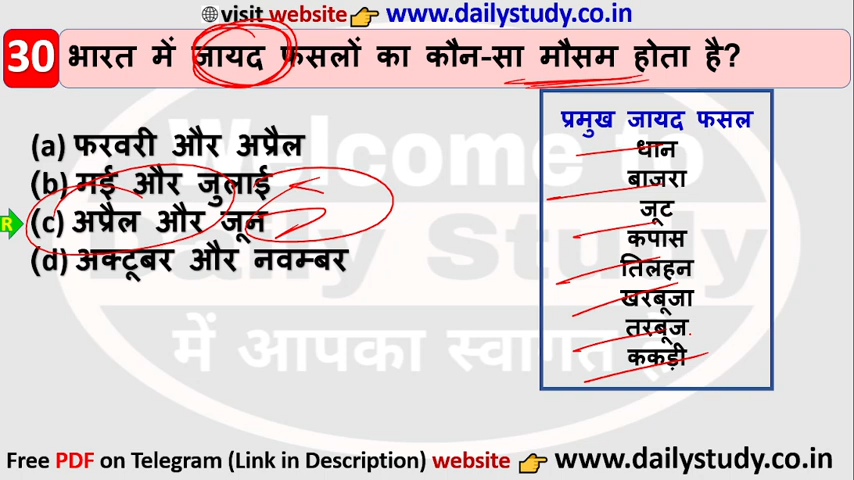 visit website 👉 www.dailystudy.co.in
30 भारत में जायद फसलों का कौन-सा मौसम होता है?
(a) फरवरी और अप्रैल
(b) मई और जुलाई
R (c) अप्रैल और जून
(d) अक्टूबर और नवम्बर
प्रमुख जायद फसल
धान
बाजरा
जूट
कपास
तिलहन
खरबूजा
तरबूज
ककड़ी
Welcome to
Daily Study
में आपका स्वागत है
Free PDF on Telegram (Link in Description) website 👉 www.dailystudy.co.in